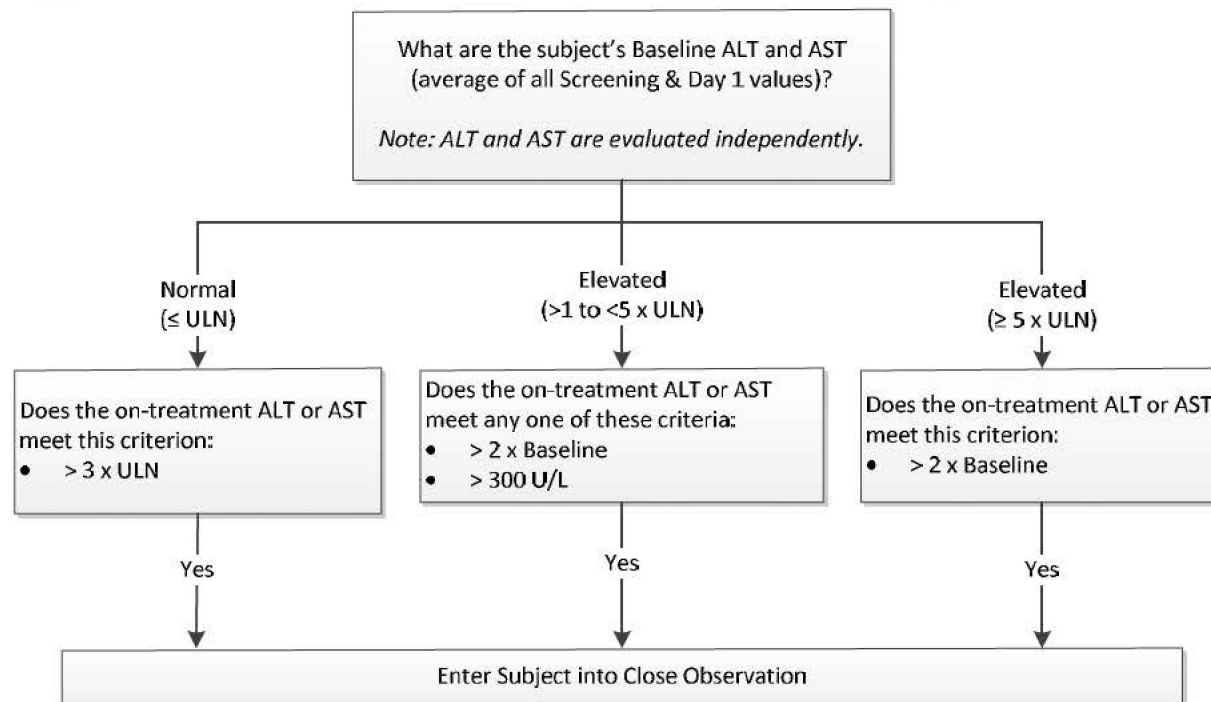 What are the subject's Baseline ALT and AST
(average of all Screening & Day 1 values)?
Note: ALT and AST are evaluated independently.
Normal
(≤ ULN)
Elevated
(>1 to <5 x ULN)
Elevated
(≥ 5 x ULN)
Does the on-treatment ALT or AST
meet this criterion:
• > 3 x ULN
Does the on-treatment ALT or AST
meet any one of these criteria:
• > 2 x Baseline
• > 300 U/L
Does the on-treatment ALT or AST
meet this criterion:
• > 2 x Baseline
Yes
Yes
Yes
Enter Subject into Close Observation